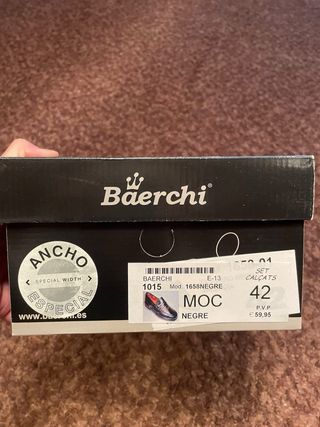 Baerchi
ANCHO
SPECIAL WIDTH
ESPECIAL
www.baerchi.es
BAERCHI E-13
1015 Mod. 1658NEGRE
MOC
NEGRE
SET
CALÇATS
42
P.V.P.
€ 59,95